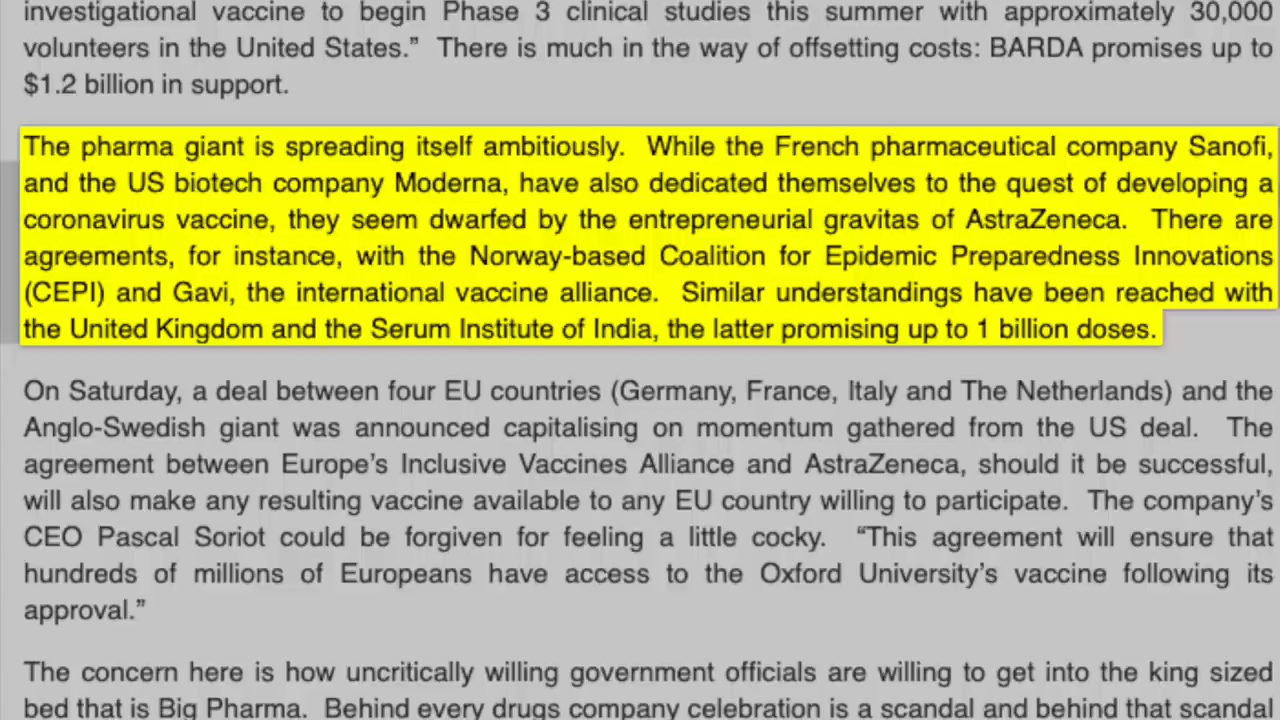 investigational vaccine to begin Phase 3 clinical studies this summer with approximately 30,000
volunteers in the United States.” There is much in the way of offsetting costs: BARDA promises up to
$1.2 billion in support.
The pharma giant is spreading itself ambitiously. While the French pharmaceutical company Sanofi,
and the US biotech company Moderna, have also dedicated themselves to the quest of developing a
coronavirus vaccine, they seem dwarfed by the entrepreneurial gravitas of AstraZeneca. There are
agreements, for instance, with the Norway-based Coalition for Epidemic Preparedness Innovations
(CEPI) and Gavi, the international vaccine alliance. Similar understandings have been reached with
the United Kingdom and the Serum Institute of India, the latter promising up to 1 billion doses.
On Saturday, a deal between four EU countries (Germany, France, Italy and The Netherlands) and the
Anglo-Swedish giant was announced capitalising on momentum gathered from the US deal. The
agreement between Europe’s Inclusive Vaccines Alliance and AstraZeneca, should it be successful,
will also make any resulting vaccine available to any EU country willing to participate. The company’s
CEO Pascal Soriot could be forgiven for feeling a little cocky. “This agreement will ensure that
hundreds of millions of Europeans have access to the Oxford University’s vaccine following its
approval.”
The concern here is how uncritically willing government officials are willing to get into the king sized
bed that is Big Pharma. Behind every drugs company celebration is a scandal and behind that scandal